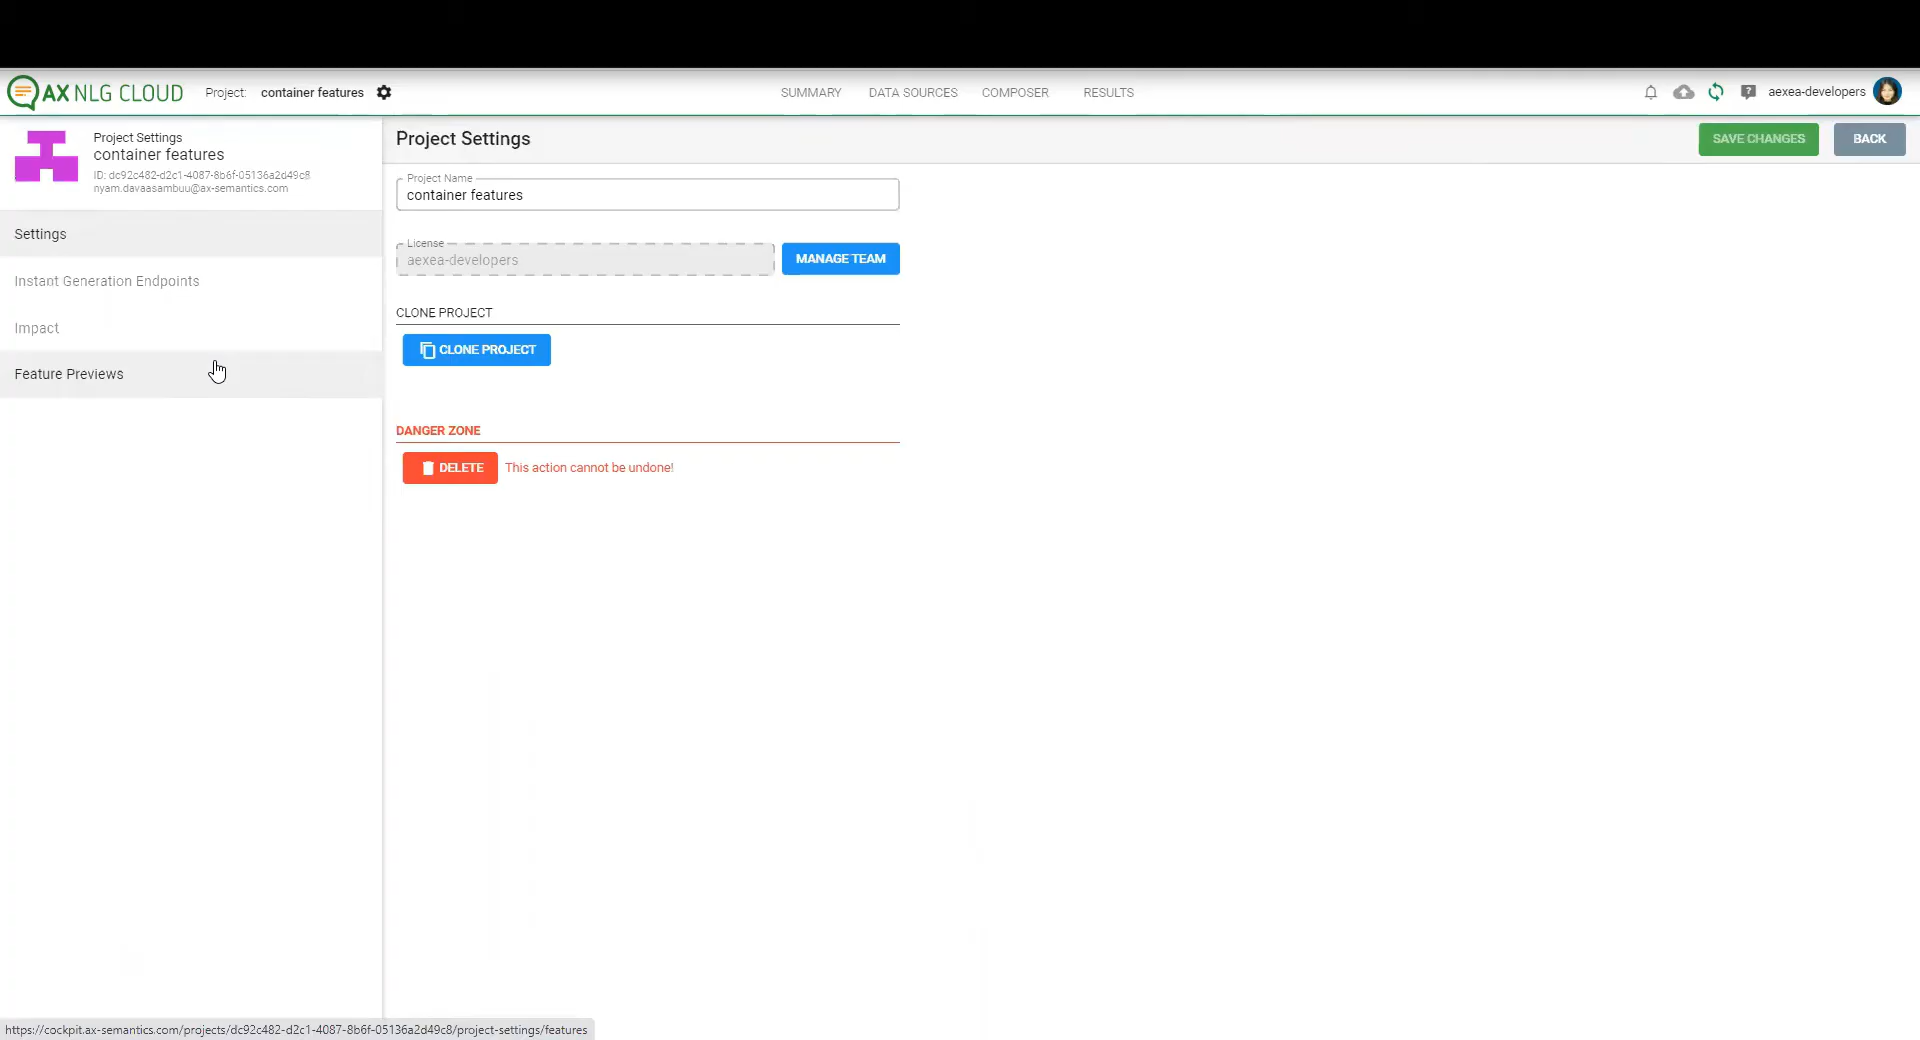 AX NLG CLOUD Project: container features SUMMARY DATA SOURCES COMPOSER RESULTS aexea-developers
Project Settings
container features
ID: dc92c482-d2c1-4087-8b6f-05136a2d49c8
nyam.davaasambuu@ax-semantics.com
Settings
Instant Generation Endpoints
Impact
Feature Previews
Project Settings SAVE CHANGES BACK
Project Name
container features
License
aexea-developers MANAGE TEAM
CLONE PROJECT
CLONE PROJECT
DANGER ZONE
DELETE This action cannot be undone!
https://cockpit.ax-semantics.com/projects/dc92c482-d2c1-4087-8b6f-05136a2d49c8/project-settings/features